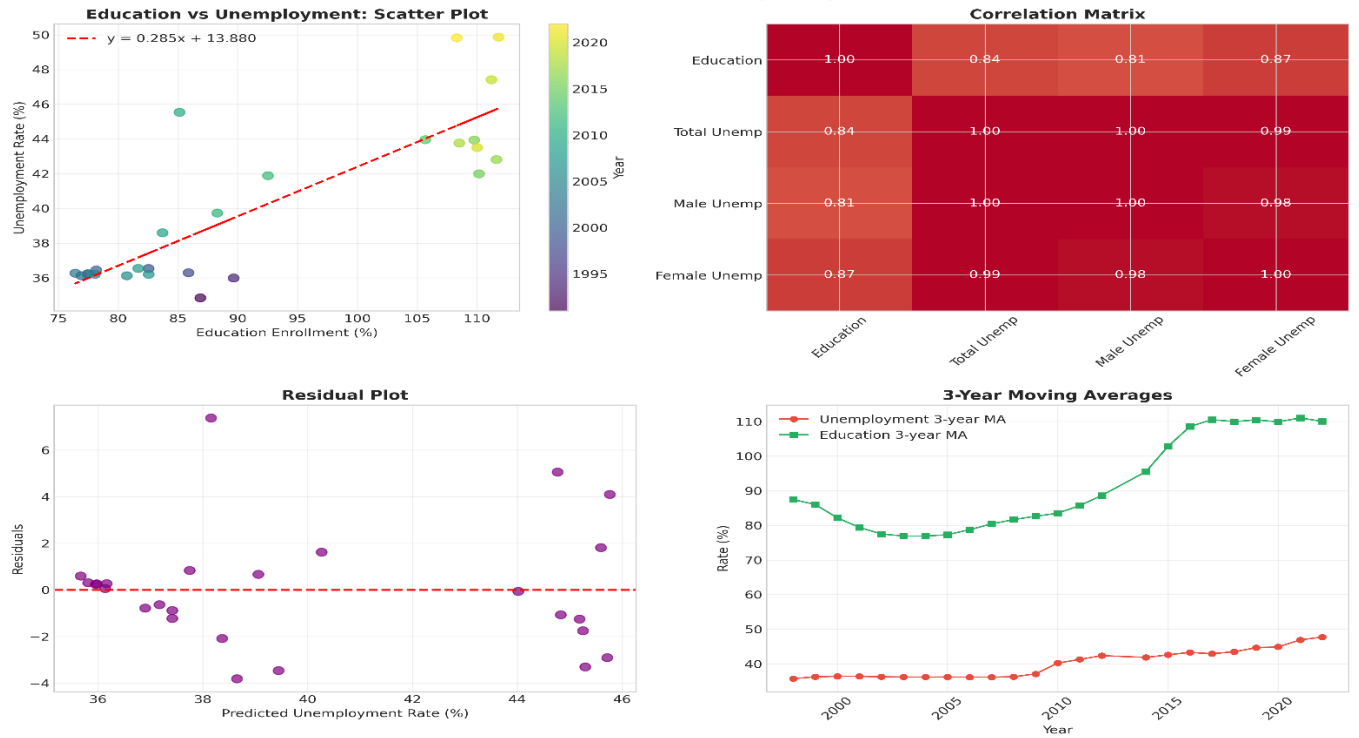 Education vs Unemployment: Scatter Plot
y = 0.285x + 13.880
50
48
46
44
42
40
38
36
Unemployment Rate (%)
75 80 85 90 95 100 105 110
Education Enrollment (%)
2020
2015
2010
2005
2000
1995
Year
Correlation Matrix
Education 1.00 0.84 0.81 0.87
Total Unemp 0.84 1.00 1.00 0.99
Male Unemp 0.81 1.00 1.00 0.98
Female Unemp 0.87 0.99 0.98 1.00
Education Total Unemp Male Unemp Female Unemp
Residual Plot
6
4
2
0
−2
−4
Residuals
36 38 40 42 44 46
Predicted Unemployment Rate (%)
3-Year Moving Averages
Unemployment 3-year MA
Education 3-year MA
110
100
90
80
70
60
50
40
Rate (%)
2000 2005 2010 2015 2020
Year